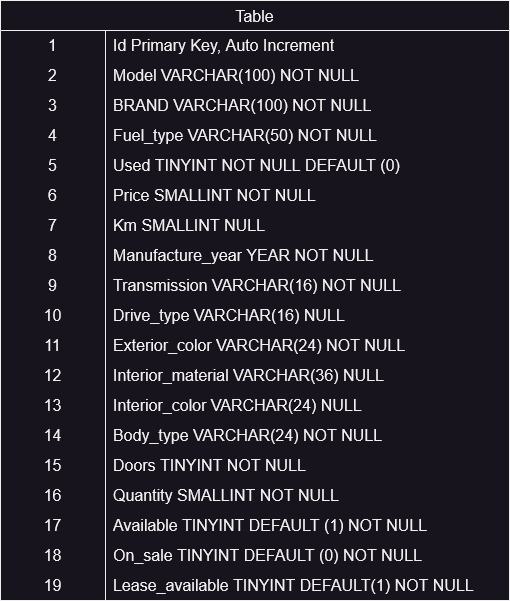 Table
1 Id Primary Key, Auto Increment
2 Model VARCHAR(100) NOT NULL
3 BRAND VARCHAR(100) NOT NULL
4 Fuel_type VARCHAR(50) NOT NULL
5 Used TINYINT NOT NULL DEFAULT (0)
6 Price SMALLINT NOT NULL
7 Km SMALLINT NULL
8 Manufacture_year YEAR NOT NULL
9 Transmission VARCHAR(16) NOT NULL
10 Drive_type VARCHAR(16) NULL
11 Exterior_color VARCHAR(24) NOT NULL
12 Interior_material VARCHAR(36) NULL
13 Interior_color VARCHAR(24) NULL
14 Body_type VARCHAR(24) NOT NULL
15 Doors TINYINT NOT NULL
16 Quantity SMALLINT NOT NULL
17 Available TINYINT DEFAULT (1) NOT NULL
18 On_sale TINYINT DEFAULT (0) NOT NULL
19 Lease_available TINYINT DEFAULT(1) NOT NULL